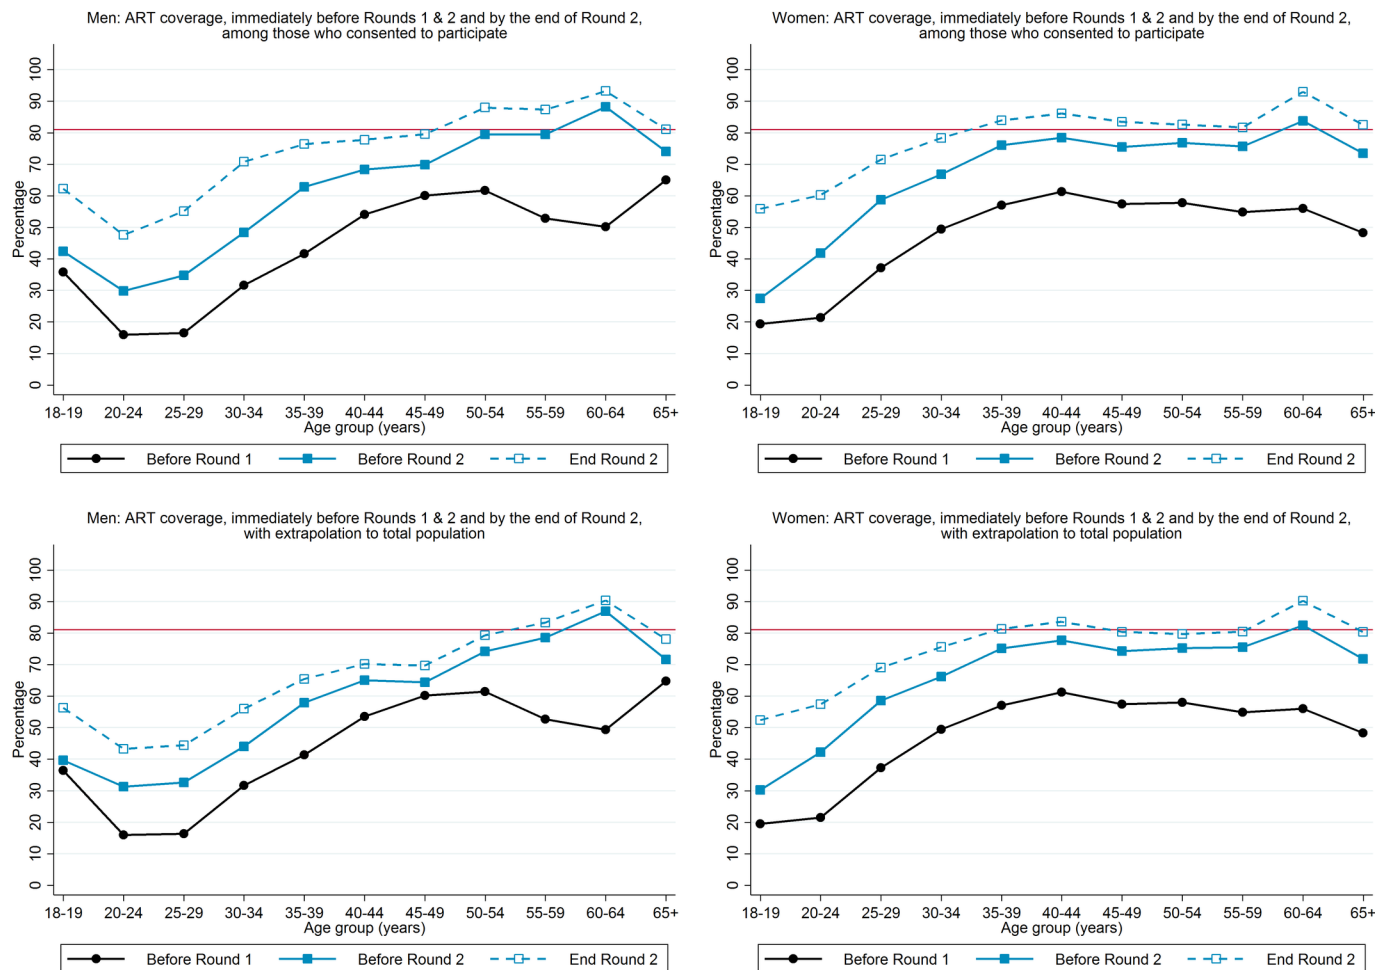 Men: ART coverage, immediately before Rounds 1 & 2 and by the end of Round 2,
among those who consented to participate
Percentage
100
90
80
70
60
50
40
30
20
10
0
18-19 20-24 25-29 30-34 35-39 40-44 45-49 50-54 55-59 60-64 65+
Age group (years)
Before Round 1 Before Round 2 End Round 2
Women: ART coverage, immediately before Rounds 1 & 2 and by the end of Round 2,
among those who consented to participate
Percentage
100
90
80
70
60
50
40
30
20
10
0
18-19 20-24 25-29 30-34 35-39 40-44 45-49 50-54 55-59 60-64 65+
Age group (years)
Before Round 1 Before Round 2 End Round 2
Men: ART coverage, immediately before Rounds 1 & 2 and by the end of Round 2,
with extrapolation to total population
Percentage
100
90
80
70
60
50
40
30
20
10
0
18-19 20-24 25-29 30-34 35-39 40-44 45-49 50-54 55-59 60-64 65+
Age group (years)
Before Round 1 Before Round 2 End Round 2
Women: ART coverage, immediately before Rounds 1 & 2 and by the end of Round 2,
with extrapolation to total population
Percentage
100
90
80
70
60
50
40
30
20
10
0
18-19 20-24 25-29 30-34 35-39 40-44 45-49 50-54 55-59 60-64 65+
Age group (years)
Before Round 1 Before Round 2 End Round 2